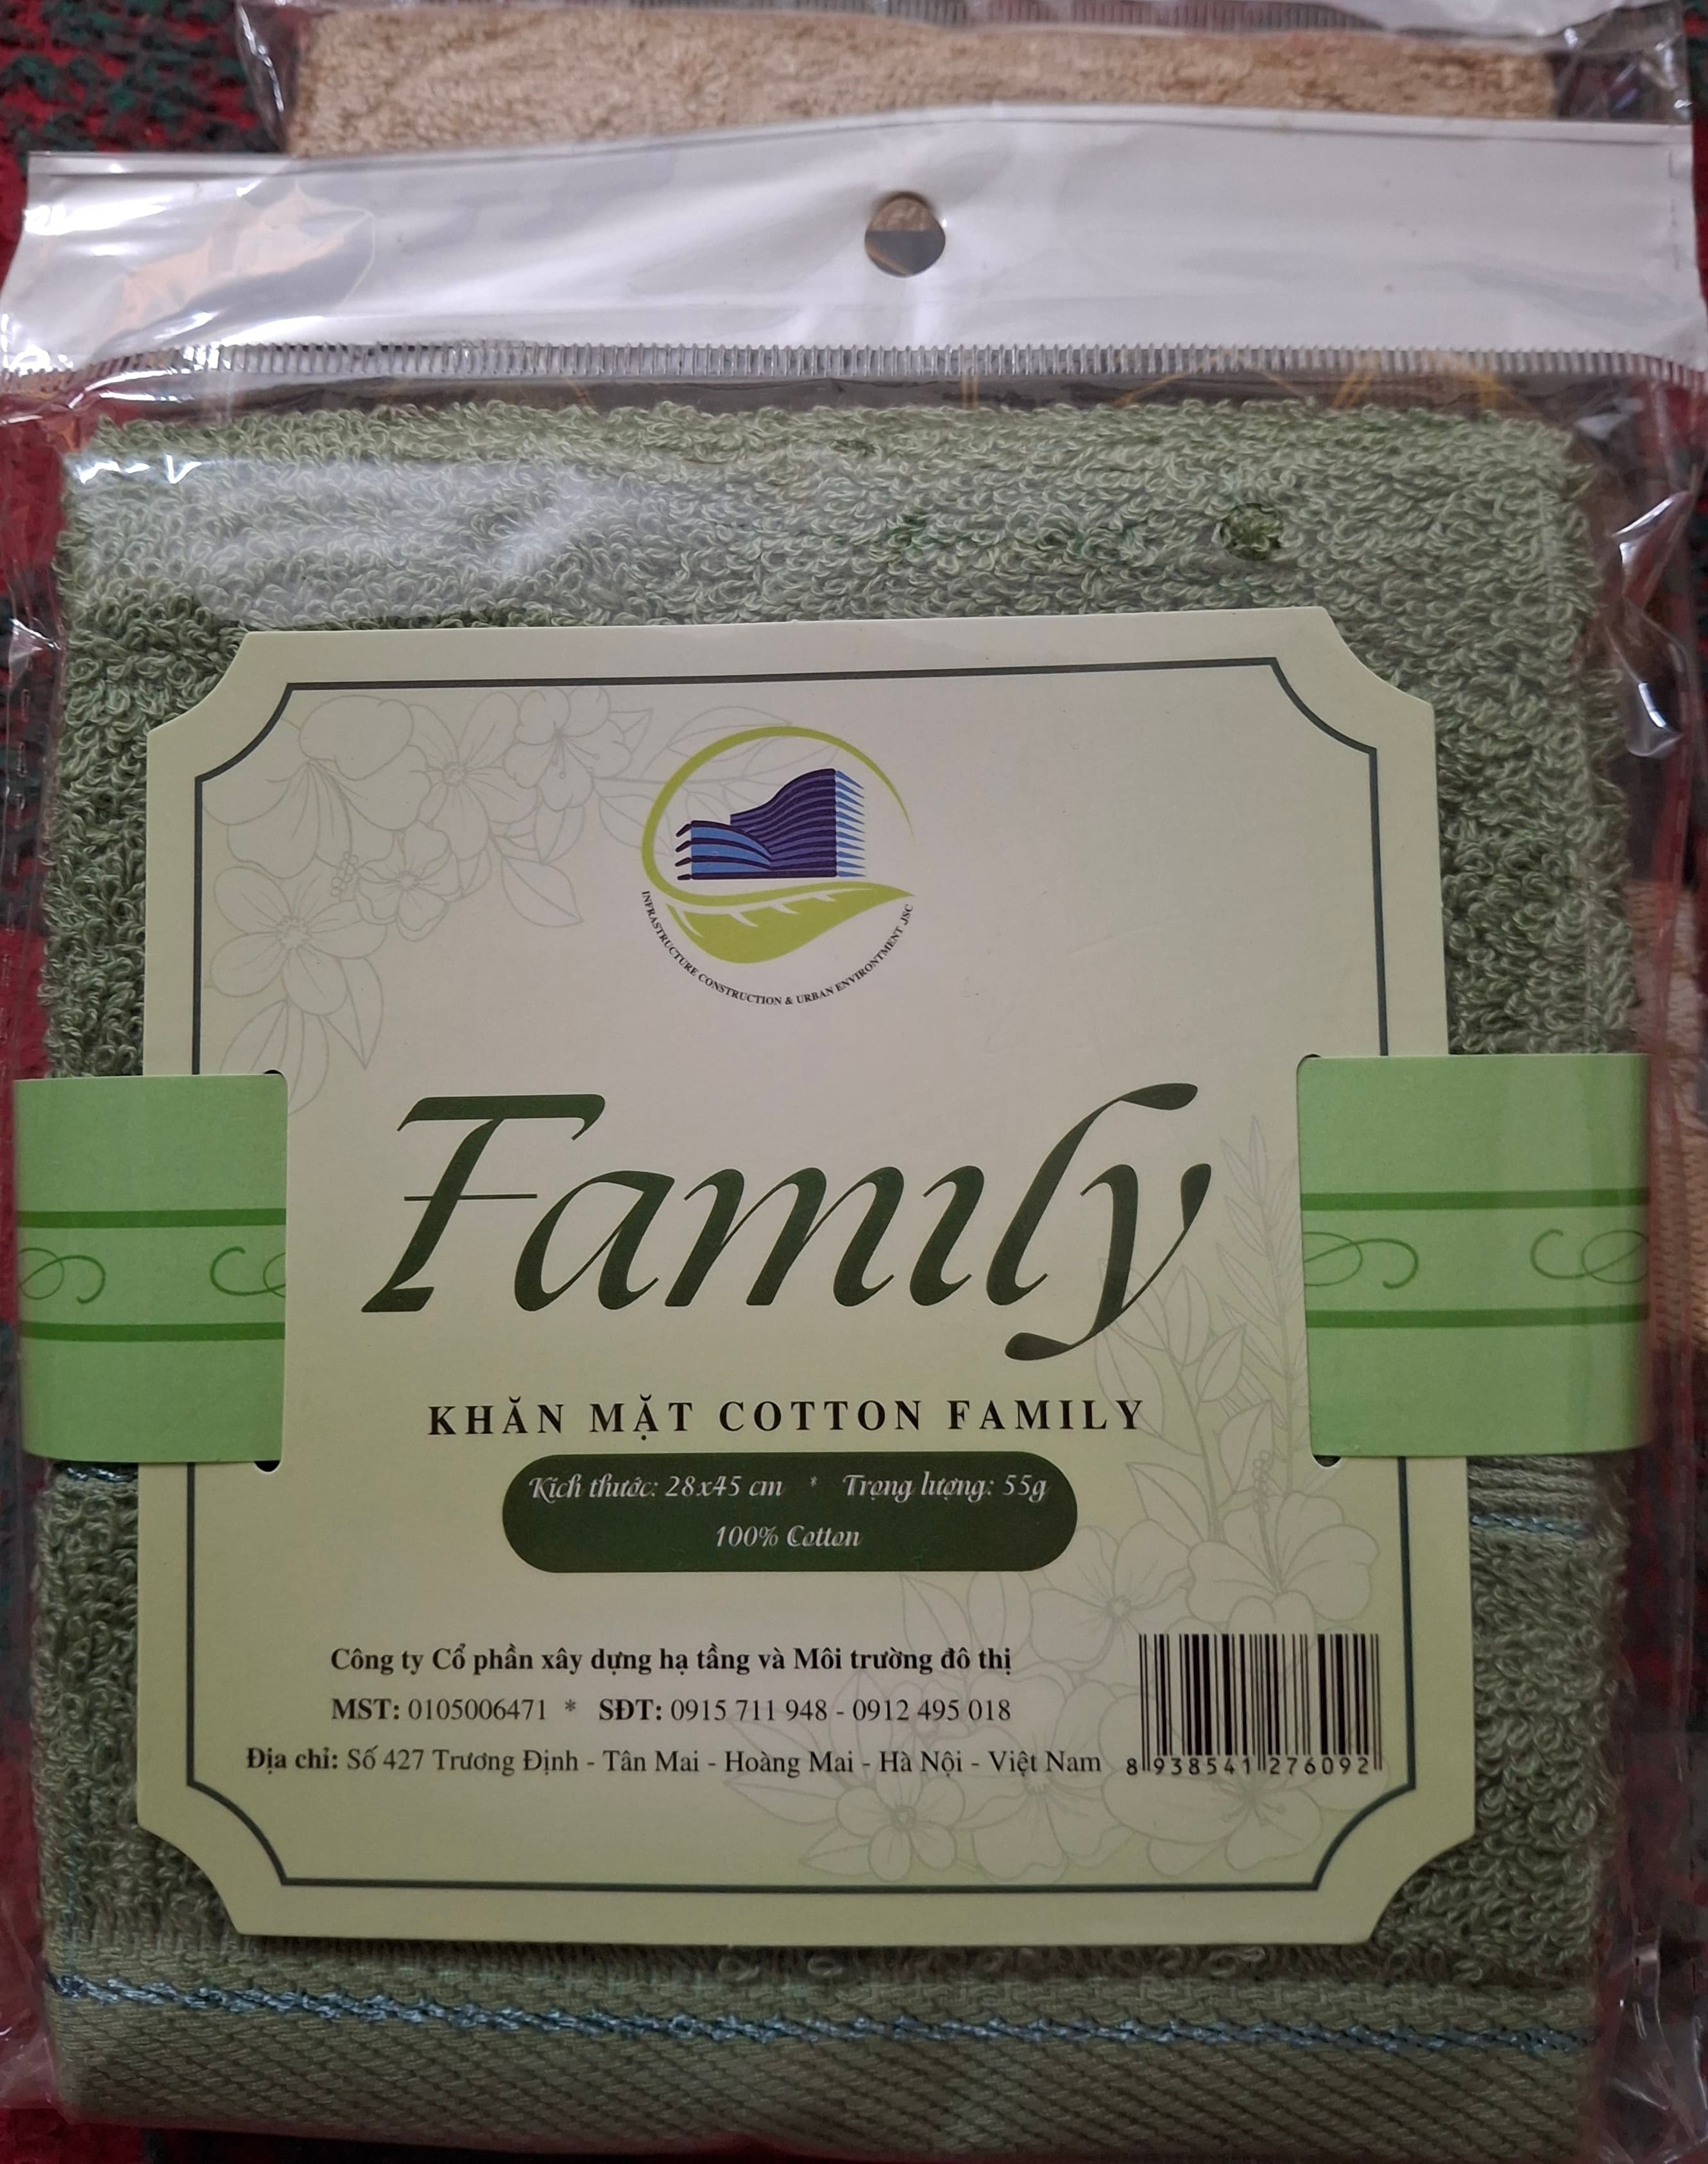 INFRASTRUCTURE CONSTRUCTION & URBAN ENVIRONTMENT JSC
Family
KHĂN MẶT COTTON FAMILY
Kích thước: 28x45 cm * Trọng lượng: 55g
100% Cotton
Công ty Cổ phần xây dựng hạ tầng và Môi trường đô thị
MST: 0105006471 * SĐT: 0915 711 948 - 0912 495 018
Địa chỉ: Số 427 Trương Định - Tân Mai - Hoàng Mai - Hà Nội - Việt Nam
8 938541 276092